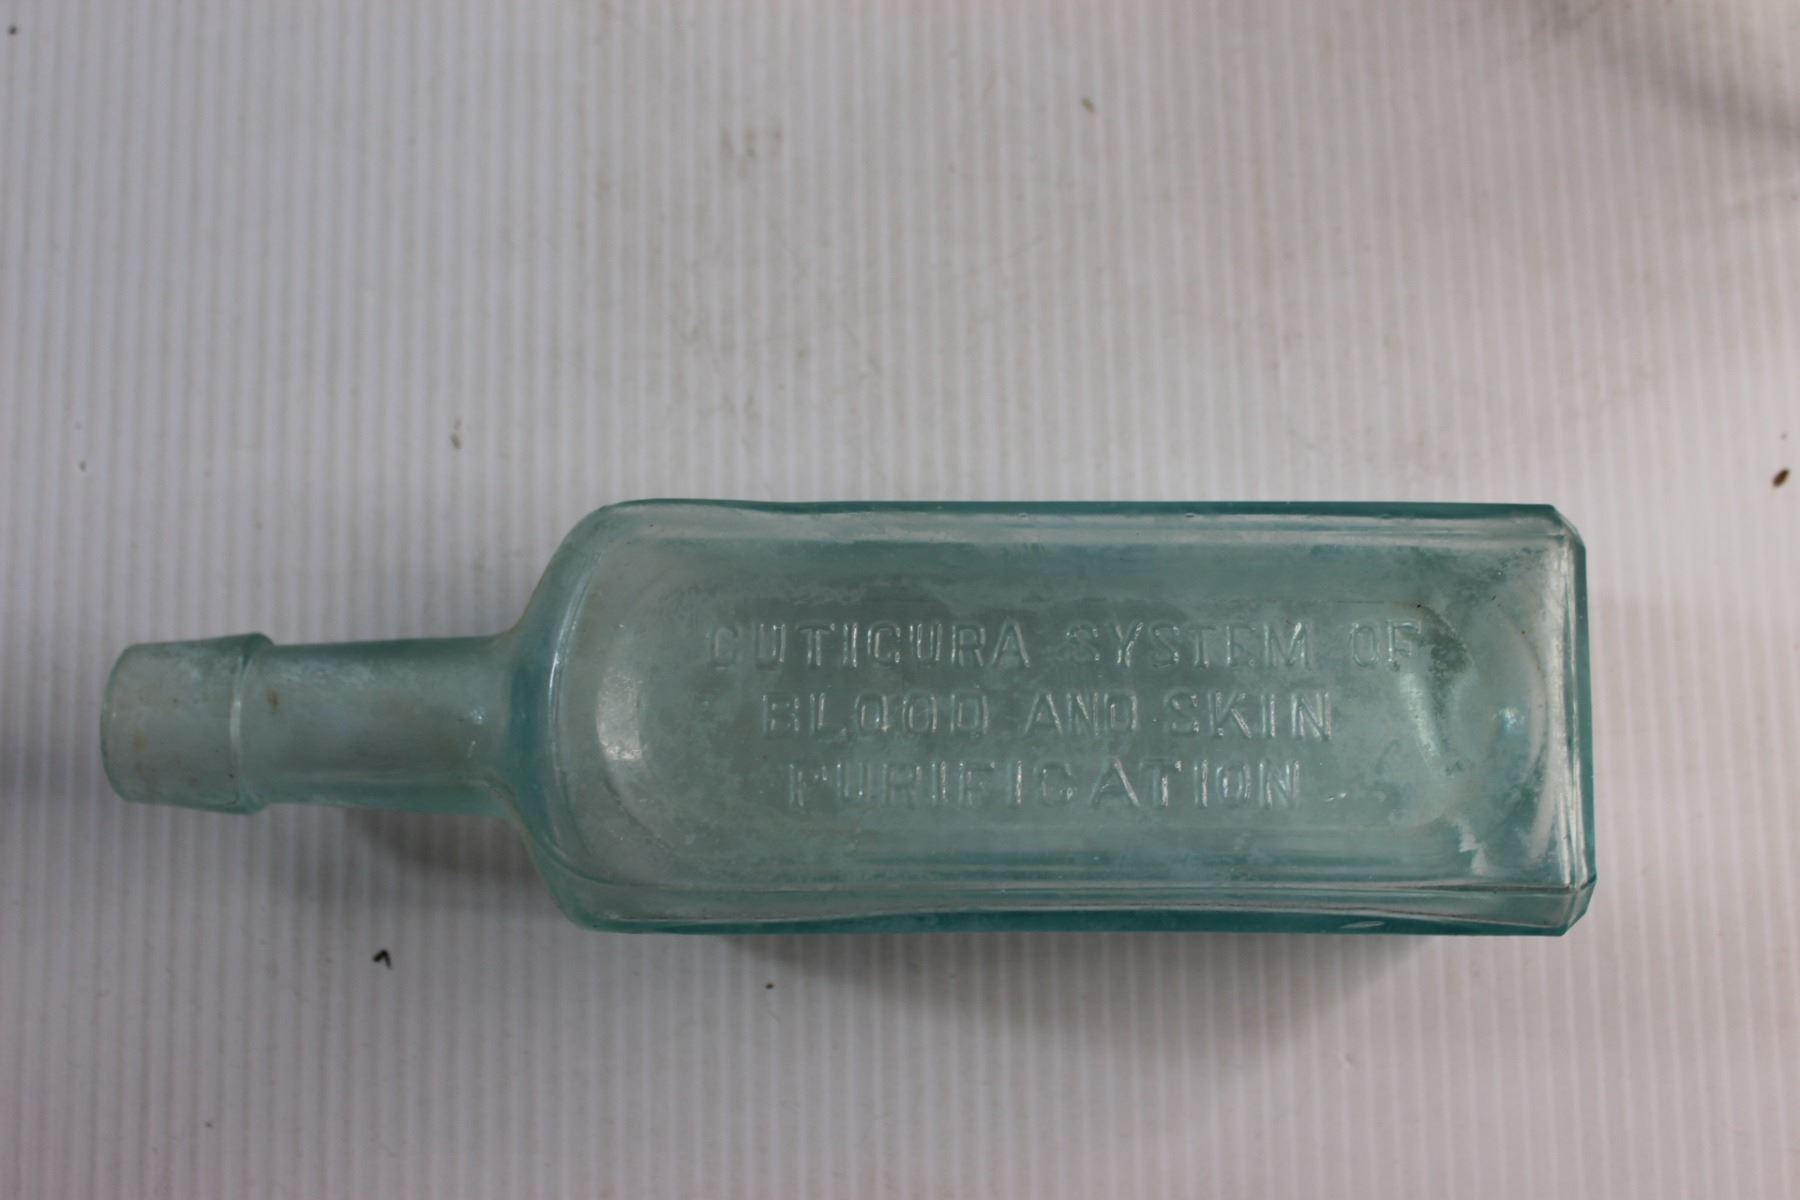 CUTICURA SYSTEM OF
BLOOD AND SKIN
PURIFICATION